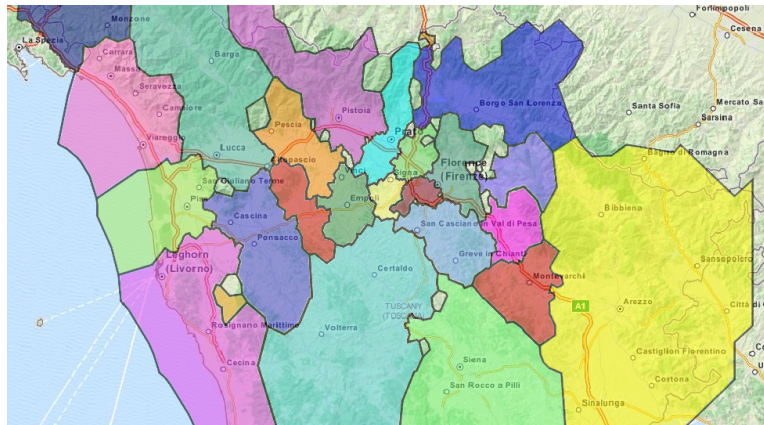 Monzone
Forlimpopoli
Cesena
La Spezia
Carrara
Barga
Massa
Seravezza
Camaiore
Pistoia
Borgo San Lorenzo
Santa Sofia
Mercato Sa
Sarsina
Pescia
Prato
Viareggio
Lucca
Bagno di Romagna
Altopascio
Vinci
Signa
Florence
(Firenze)
San Giuliano Terme
Pisa
Empoli
Cascina
San Casciano in Val di Pesa
Bibbiena
Ponsacco
Leghorn
(Livorno)
Greve in Chianti
Sansepolcro
Certaldo
Montevarchi
TUSCANY
(TOSCANA)
A1
Arezzo
Città di C
Rosignano Marittimo
Volterra
Castiglion Fiorentino
Cecina
Siena
Cortona
San Rocco a Pilli
Sinalunga